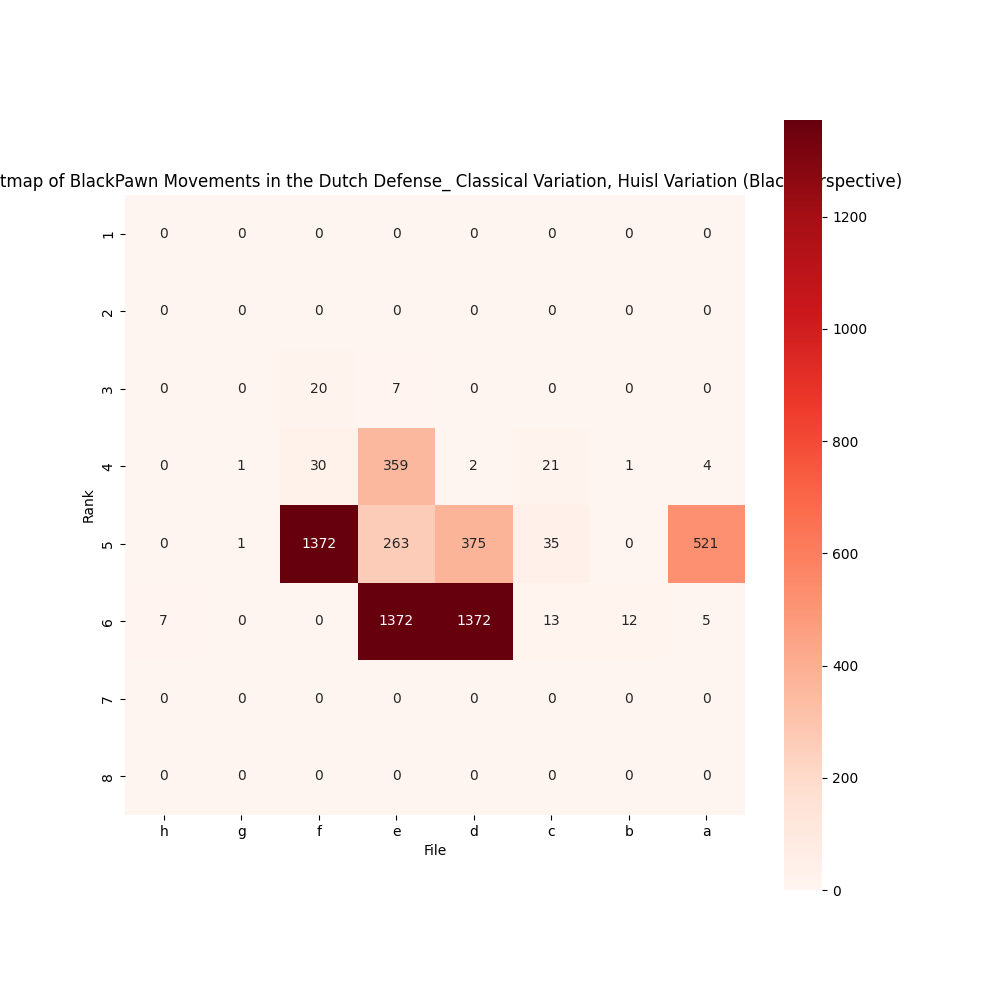 tmap of BlackPawn Movements in the Dutch Defense_ Classical Variation, Huisl Variation (Blac rspective)
1 0 0 0 0 0 0 0 0
2 0 0 0 0 0 0 0 0
3 0 0 20 7 0 0 0 0
4 0 1 30 359 2 21 1 4
5 0 1 1372 263 375 35 0 521
6 7 0 0 1372 1372 13 12 5
7 0 0 0 0 0 0 0 0
8 0 0 0 0 0 0 0 0
h g f e d c b a
Rank
File
1200
1000
800
600
400
200
0